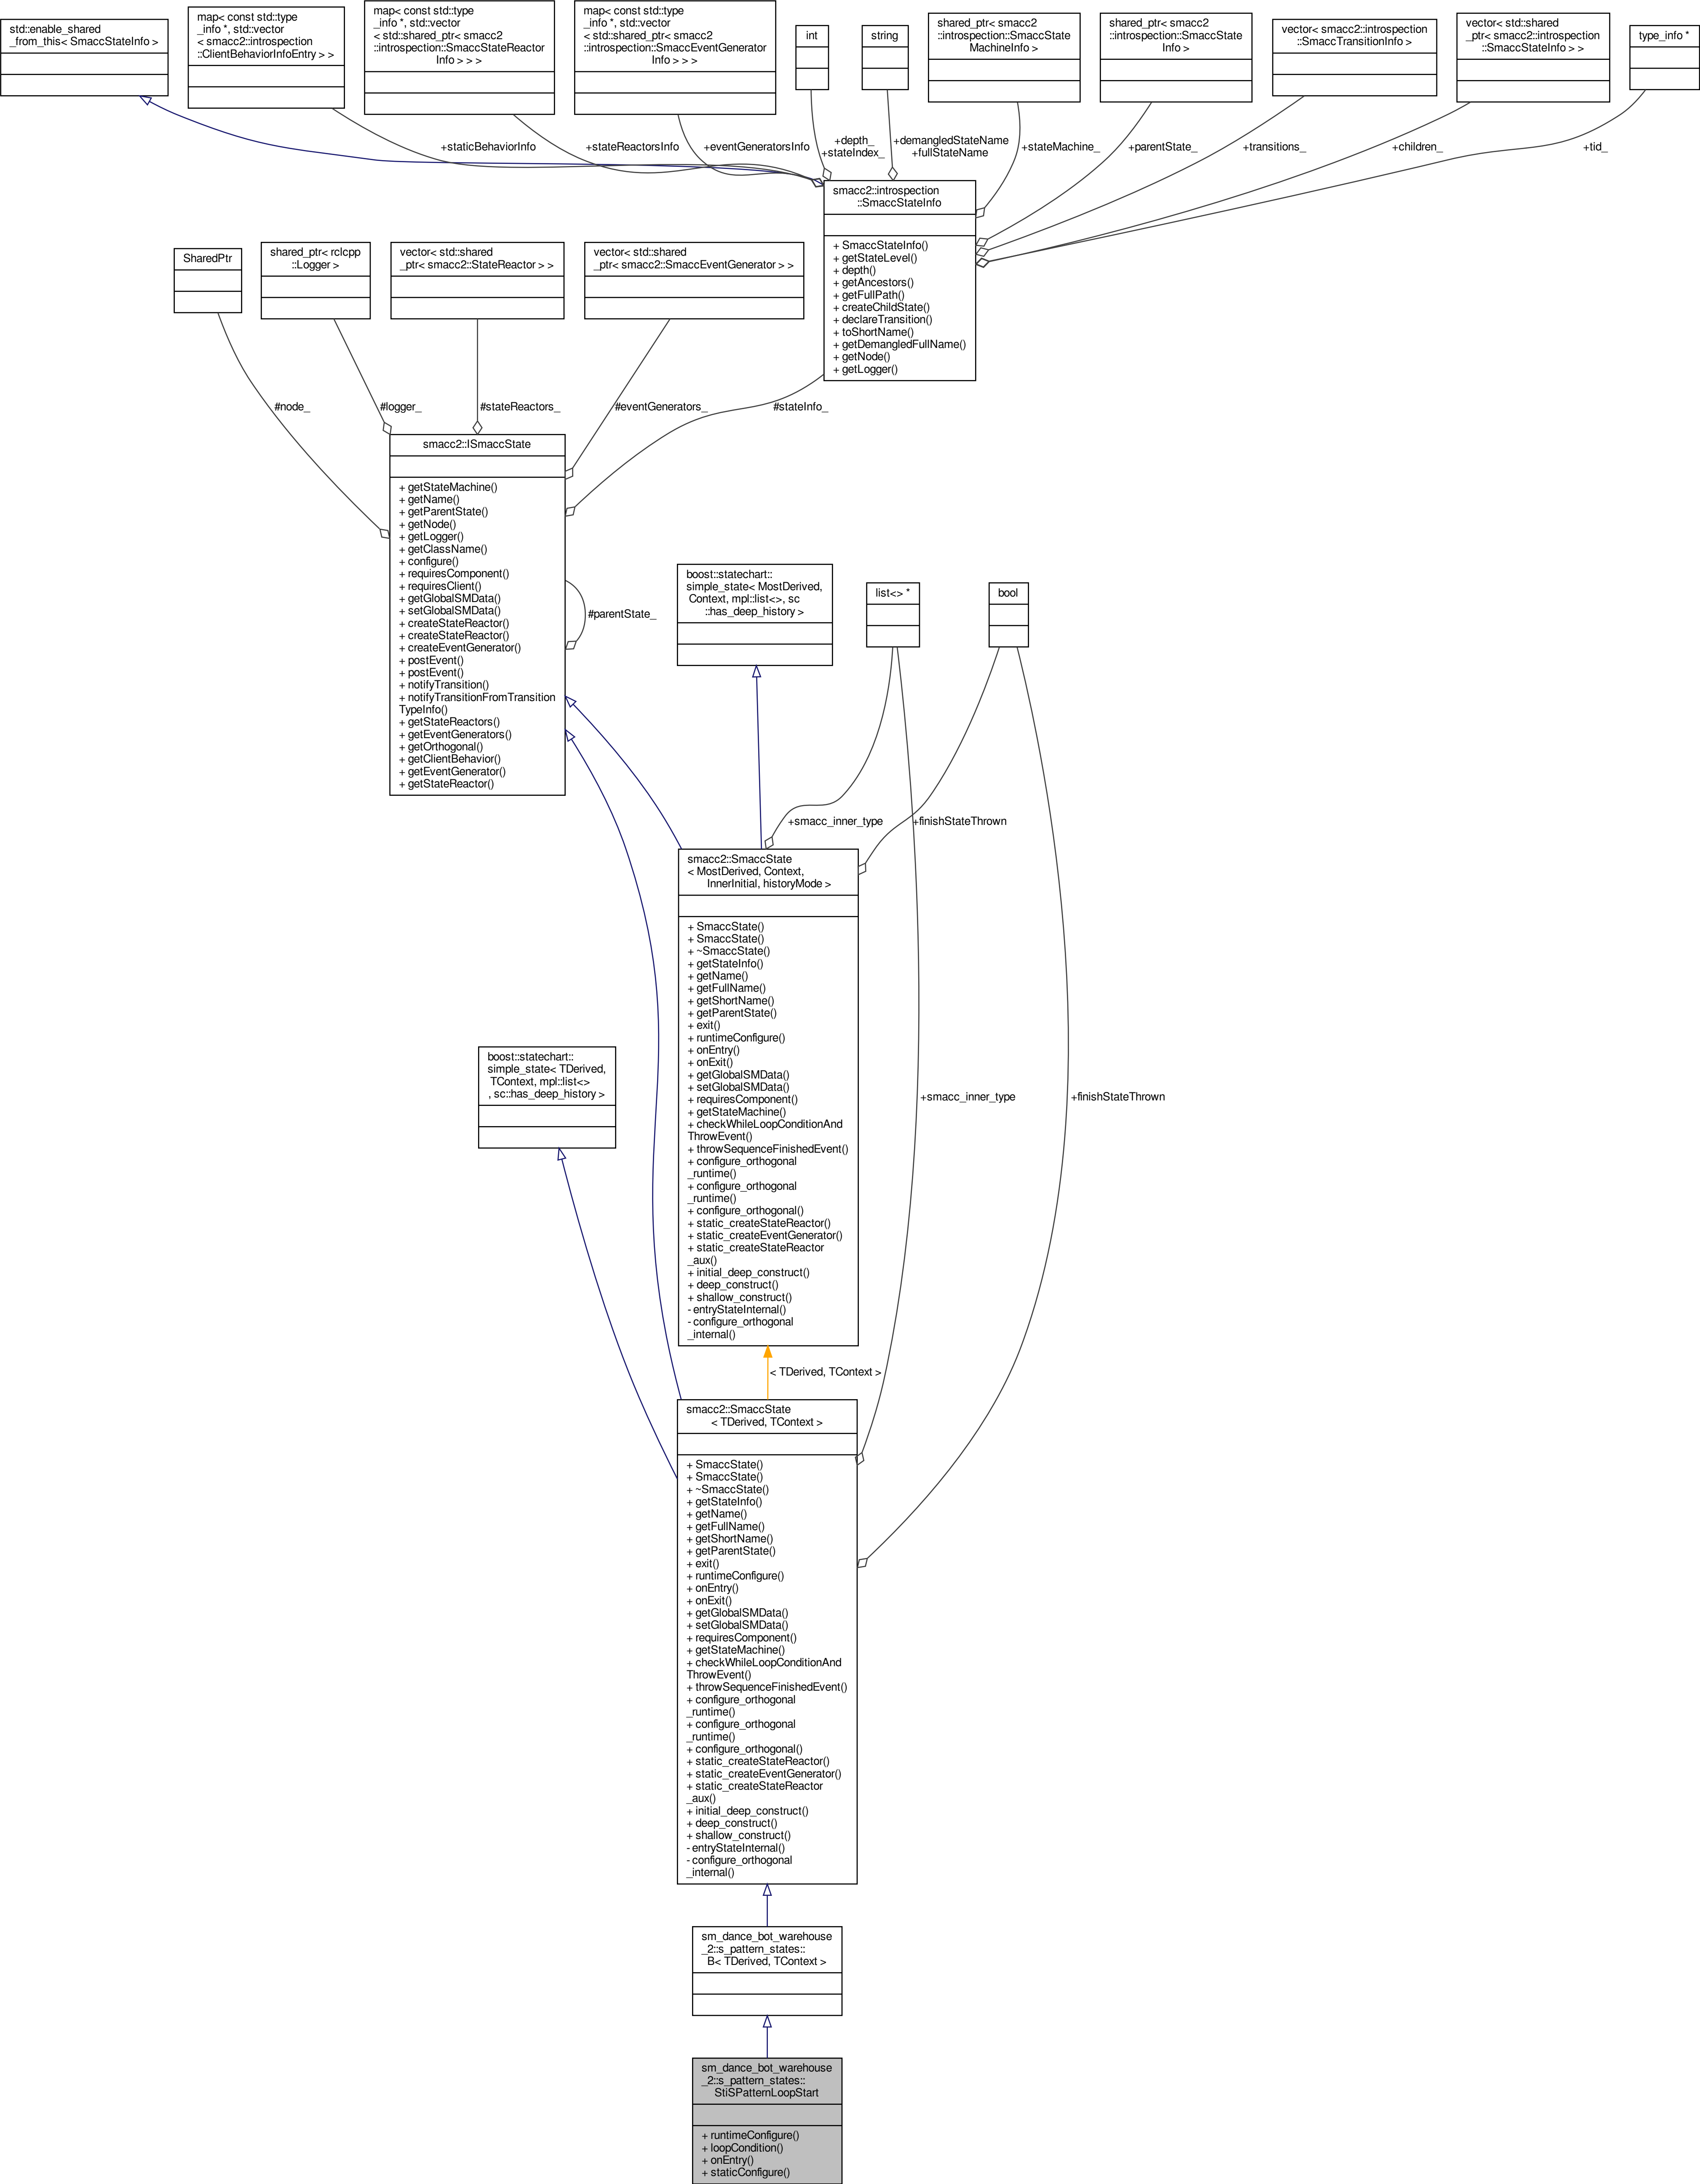 std::enable_shared
_from_this< SmaccStateInfo >
map< const std::type
_info *, std::vector
< smacc2::introspection
::ClientBehaviorInfoEntry > >
map< const std::type
_info *, std::vector
< std::shared_ptr< smacc2
::introspection::SmaccStateReactor
Info > > >
map< const std::type
_info *, std::vector
< std::shared_ptr< smacc2
::introspection::SmaccEventGenerator
Info > > >
int
string
shared_ptr< smacc2
::introspection::SmaccState
MachineInfo >
shared_ptr< smacc2
::introspection::SmaccState
Info >
vector< smacc2::introspection
::SmaccTransitionInfo >
vector< std::shared
_ptr< smacc2::introspection
::SmaccStateInfo > >
type_info *
+staticBehaviorInfo
+stateReactorsInfo
+eventGeneratorsInfo
+depth_
+stateIndex_
+demangledStateName
+fullStateName
+stateMachine_
+parentState_
+transitions_
+children_
+tid_
smacc2::introspection
::SmaccStateInfo
+ SmaccStateInfo()
+ getStateLevel()
+ depth()
+ getAncestors()
+ getFullPath()
+ createChildState()
+ declareTransition()
+ toShortName()
+ getDemangledFullName()
+ getNode()
+ getLogger()
SharedPtr
shared_ptr< rclcpp
::Logger >
vector< std::shared
_ptr< smacc2::StateReactor > >
vector< std::shared
_ptr< smacc2::SmaccEventGenerator > >
#node_
#logger_
#stateReactors_
#eventGenerators_
#stateInfo_
smacc2::ISmaccState
+ getStateMachine()
+ getName()
+ getParentState()
+ getNode()
+ getLogger()
+ getClassName()
+ configure()
+ requiresComponent()
+ requiresClient()
+ getGlobalSMData()
+ setGlobalSMData()
+ createStateReactor()
+ createStateReactor()
+ createEventGenerator()
+ postEvent()
+ postEvent()
+ notifyTransition()
+ notifyTransitionFromTransition
TypeInfo()
+ getStateReactors()
+ getEventGenerators()
+ getOrthogonal()
+ getClientBehavior()
+ getEventGenerator()
+ getStateReactor()
#parentState_
boost::statechart::
simple_state< MostDerived,
Context, mpl::list<>, sc
::has_deep_history >
list<> *
bool
+smacc_inner_type
+finishStateThrown
smacc2::SmaccState
< MostDerived, Context,
InnerInitial, historyMode >
+ SmaccState()
+ SmaccState()
+ ~SmaccState()
+ getStateInfo()
+ getName()
+ getFullName()
+ getShortName()
+ getParentState()
+ exit()
+ runtimeConfigure()
+ onEntry()
+ onExit()
+ getGlobalSMData()
+ setGlobalSMData()
+ requiresComponent()
+ getStateMachine()
+ checkWhileLoopConditionAnd
ThrowEvent()
+ throwSequenceFinishedEvent()
+ configure_orthogonal
_runtime()
+ configure_orthogonal
_runtime()
+ configure_orthogonal()
+ static_createStateReactor()
+ static_createEventGenerator()
+ static_createStateReactor
_aux()
+ initial_deep_construct()
+ deep_construct()
+ shallow_construct()
- entryStateInternal()
- configure_orthogonal
_internal()
boost::statechart::
simple_state< TDerived,
TContext, mpl::list<>
, sc::has_deep_history >
+smacc_inner_type
+finishStateThrown
< TDerived, TContext >
smacc2::SmaccState
< TDerived, TContext >
+ SmaccState()
+ SmaccState()
+ ~SmaccState()
+ getStateInfo()
+ getName()
+ getFullName()
+ getShortName()
+ getParentState()
+ exit()
+ runtimeConfigure()
+ onEntry()
+ onExit()
+ getGlobalSMData()
+ setGlobalSMData()
+ requiresComponent()
+ getStateMachine()
+ checkWhileLoopConditionAnd
ThrowEvent()
+ throwSequenceFinishedEvent()
+ configure_orthogonal
_runtime()
+ configure_orthogonal
_runtime()
+ configure_orthogonal()
+ static_createStateReactor()
+ static_createEventGenerator()
+ static_createStateReactor
_aux()
+ initial_deep_construct()
+ deep_construct()
+ shallow_construct()
- entryStateInternal()
- configure_orthogonal
_internal()
sm_dance_bot_warehouse
_2::s_pattern_states::
B< TDerived, TContext >
sm_dance_bot_warehouse
_2::s_pattern_states::
StiSPatternLoopStart
+ runtimeConfigure()
+ loopCondition()
+ onEntry()
+ staticConfigure()